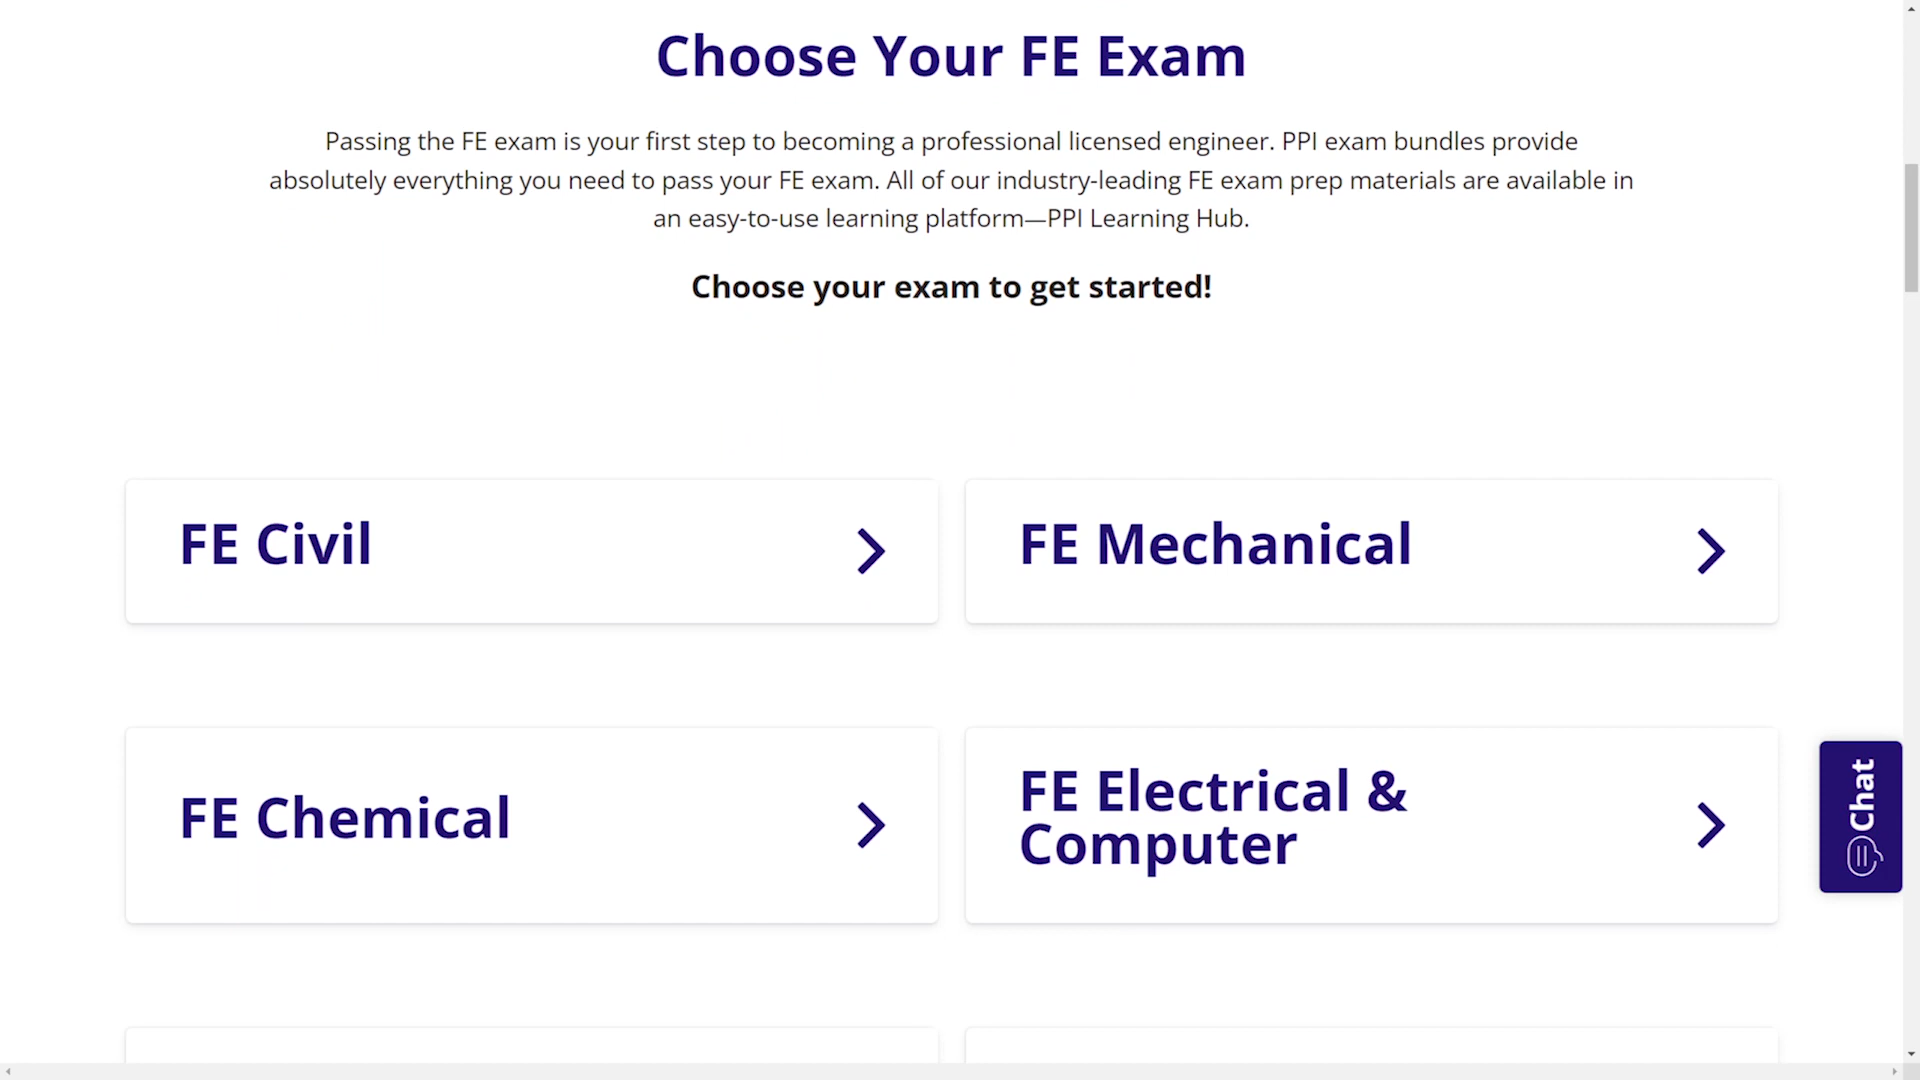 Choose Your FE Exam
Passing the FE exam is your first step to becoming a professional licensed engineer. PPI exam bundles provide
absolutely everything you need to pass your FE exam. All of our industry-leading FE exam prep materials are available in
an easy-to-use learning platform—PPI Learning Hub.
Choose your exam to get started!
FE Civil
FE Mechanical
FE Chemical
FE Electrical &
Computer
Chat